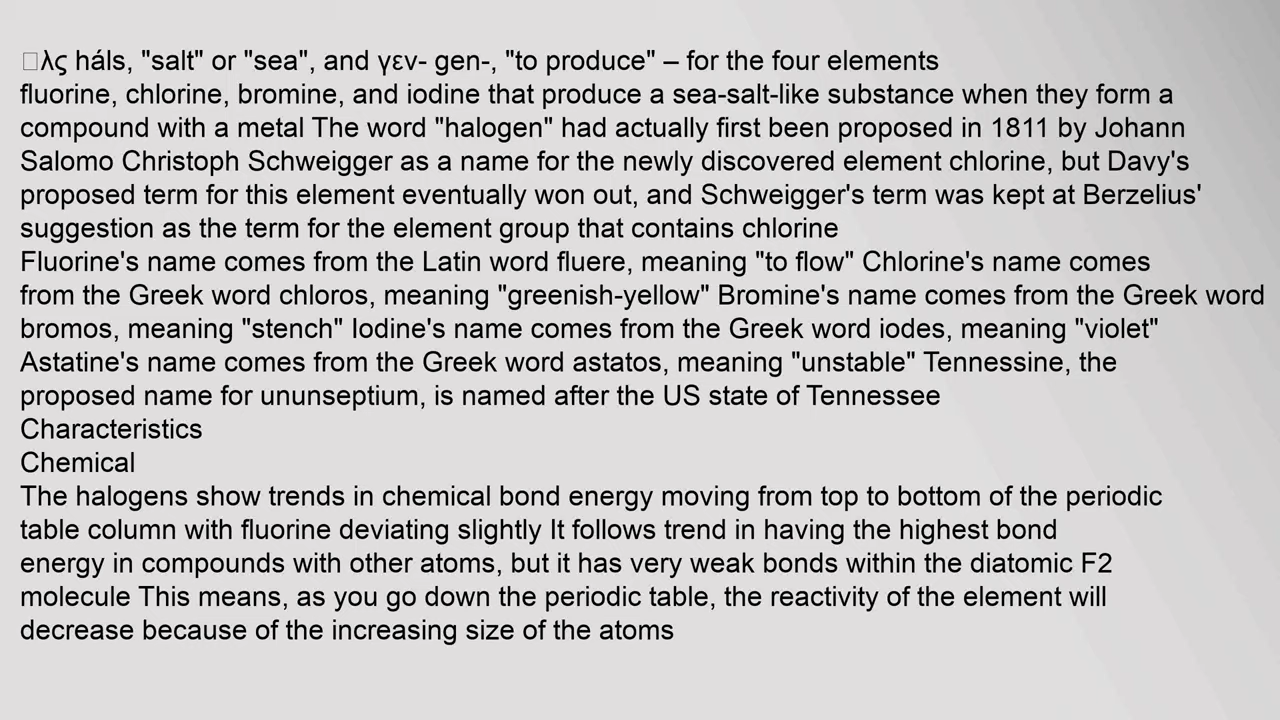 λς háls, "salt" or "sea", and γεν- gen-, "to produce" – for the four elements
fluorine, chlorine, bromine, and iodine that produce a sea-salt-like substance when they form a
compound with a metal The word "halogen" had actually first been proposed in 1811 by Johann
Salomo Christoph Schweigger as a name for the newly discovered element chlorine, but Davy's
proposed term for this element eventually won out, and Schweigger's term was kept at Berzelius'
suggestion as the term for the element group that contains chlorine
Fluorine's name comes from the Latin word fluere, meaning "to flow" Chlorine's name comes
from the Greek word chloros, meaning "greenish-yellow" Bromine's name comes from the Greek word
bromos, meaning "stench" Iodine's name comes from the Greek word iodes, meaning "violet"
Astatine's name comes from the Greek word astatos, meaning "unstable" Tennessine, the
proposed name for ununseptium, is named after the US state of Tennessee
Characteristics
Chemical
The halogens show trends in chemical bond energy moving from top to bottom of the periodic
table column with fluorine deviating slightly It follows trend in having the highest bond
energy in compounds with other atoms, but it has very weak bonds within the diatomic F2
molecule This means, as you go down the periodic table, the reactivity of the element will
decrease because of the increasing size of the atoms